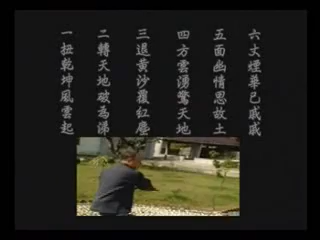 一扭乾坤風雲起
二轉天地破為涕
三退黃沙覆紅塵
四方雲湧驚天地
五面幽情思故土
六丈煙華已戚戚